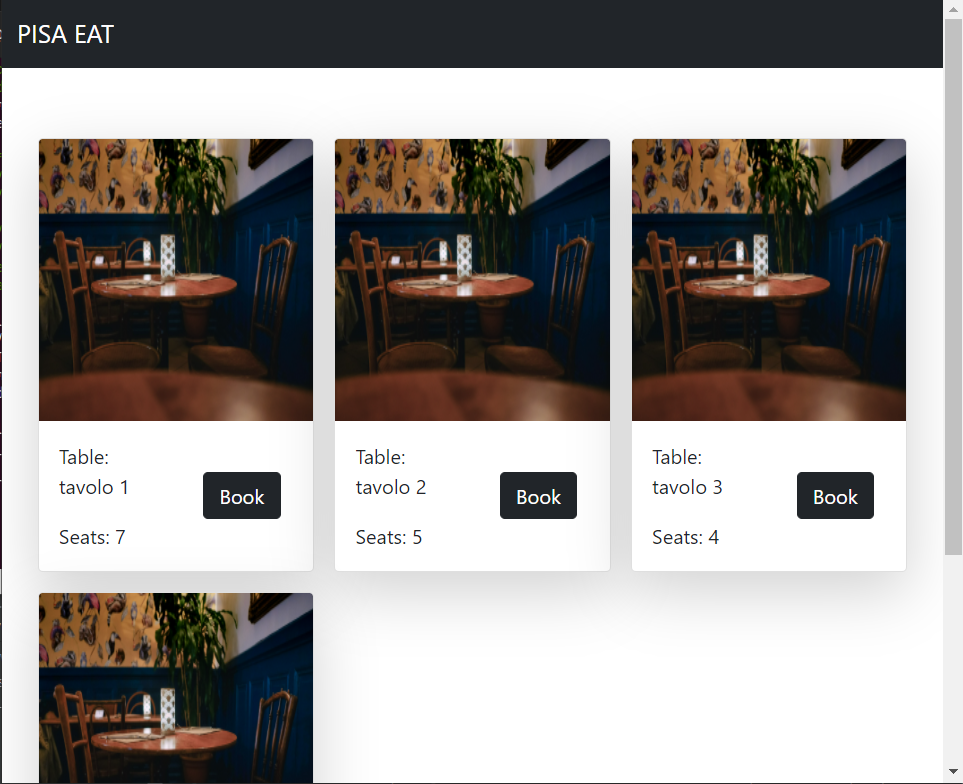 PISA EAT
Table:
tavolo 1
Book
Seats: 7
Table:
tavolo 2
Book
Seats: 5
Table:
tavolo 3
Book
Seats: 4